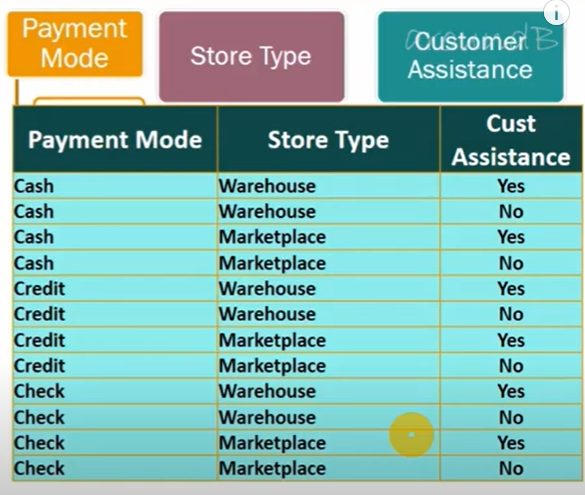 Payment
Mode
Store Type
Customer
Assistance
i
Payment Mode Store Type Cust
Assistance
Cash Warehouse Yes
Cash Warehouse No
Cash Marketplace Yes
Cash Marketplace No
Credit Warehouse Yes
Credit Warehouse No
Credit Marketplace Yes
Credit Marketplace No
Check Warehouse Yes
Check Warehouse No
Check Marketplace Yes
Check Marketplace No